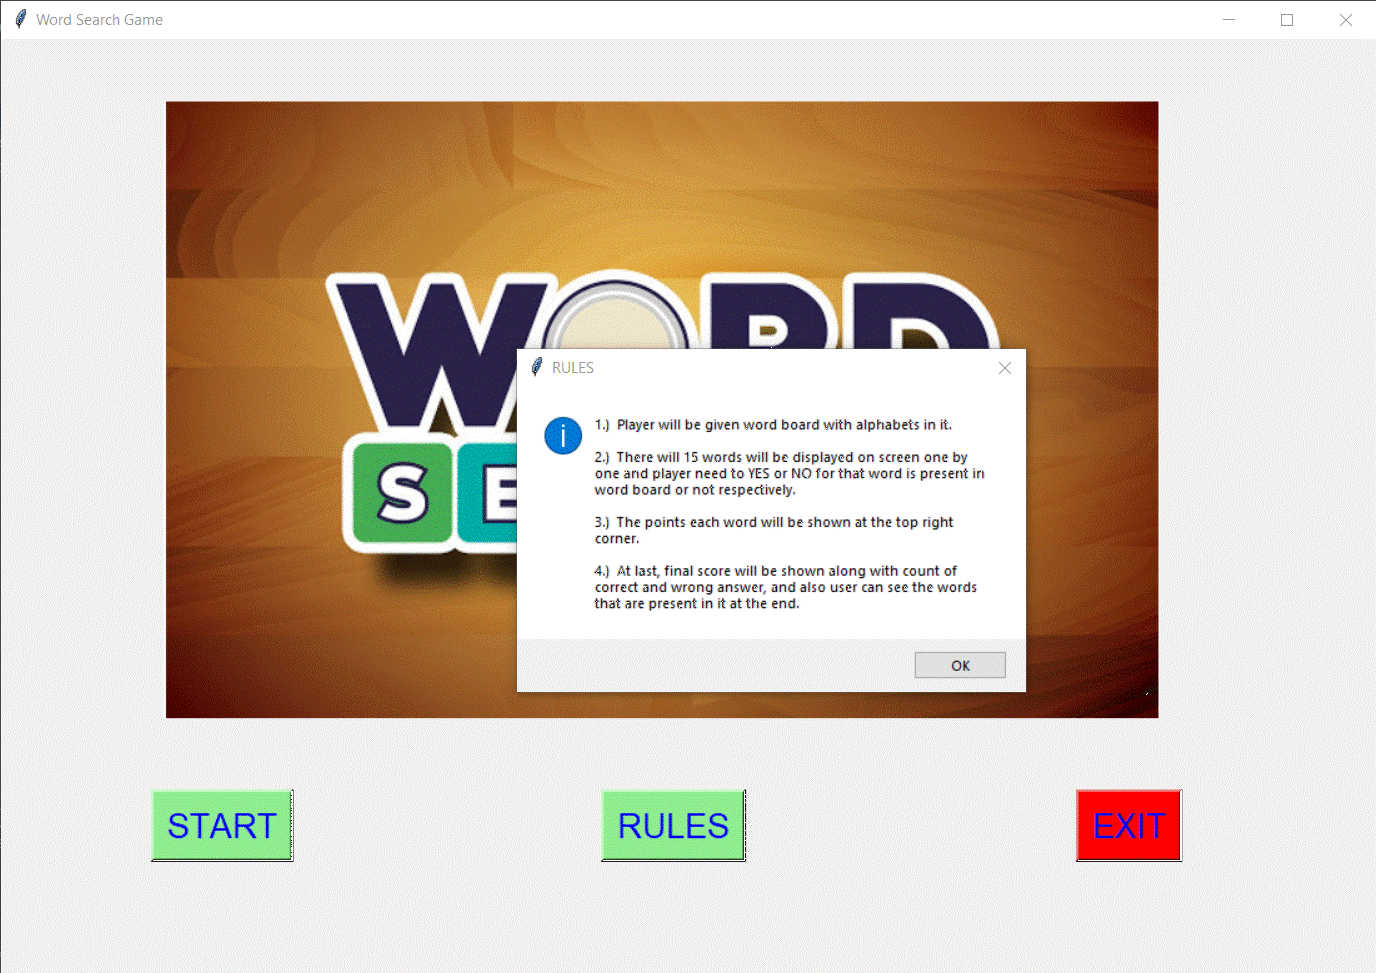 Word Search Game
WORD
RULES
1.) Player will be given word board with alphabets in it.
2.) There will 15 words will be displayed on screen one by
one and player need to YES or NO for that word is present in
word board or not respectively.
3.) The points each word will be shown at the top right
corner.
4.) At last, final score will be shown along with count of
correct and wrong answer, and also user can see the words
that are present in it at the end.
SE
OK
START RULES EXIT